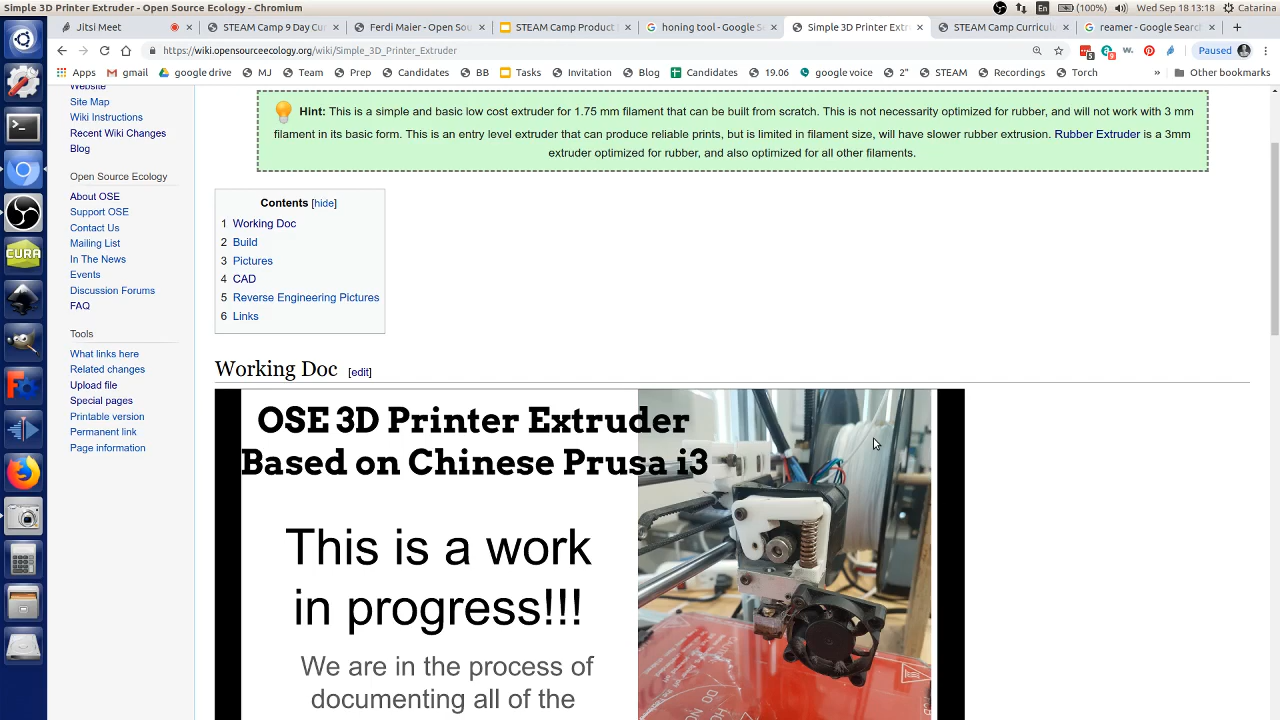 Simple 3D Printer Extruder - Open Source Ecology - Chromium
En (100%) Wed Sep 18 13:18 Catarina
Jitsi Meet
STEAM Camp 9 Day Cur
Ferdi Maier - Open Sou
STEAM Camp Product
honing tool - Google Se
Simple 3D Printer Extr
STEAM Camp Curriculu
reamer - Google Searc
https://wiki.opensourceecology.org/wiki/Simple_3D_Printer_Extruder
Paused
Apps gmail google drive MJ Team Prep Candidates BB Tasks Invitation Blog Candidates 19.06 google voice 2" STEAM Recordings Torch » Other bookmarks
Website
Site Map
Wiki Instructions
Recent Wiki Changes
Blog
Open Source Ecology
About OSE
Support OSE
Contact Us
Mailing List
In The News
Events
Discussion Forums
FAQ
Tools
What links here
Related changes
Upload file
Special pages
Printable version
Permanent link
Page information
Hint: This is a simple and basic low cost extruder for 1.75 mm filament that can be built from scratch. This is not necessarity optimized for rubber, and will not work with 3 mm
filament in its basic form. This is an entry level extruder that can produce reliable prints, but it is limited in filament size, will have slower rubber extrusion. Rubber Extruder is a 3mm
extruder optimized for rubber, and also optimized for all other filaments.
Contents [hide]
1 Working Doc
2 Build
3 Pictures
4 CAD
5 Reverse Engineering Pictures
6 Links
Working Doc [edit]
OSE 3D Printer Extruder
Based on Chinese Prusa i3
This is a work
in progress!!!
We are in the process of
documenting all of the
CURA